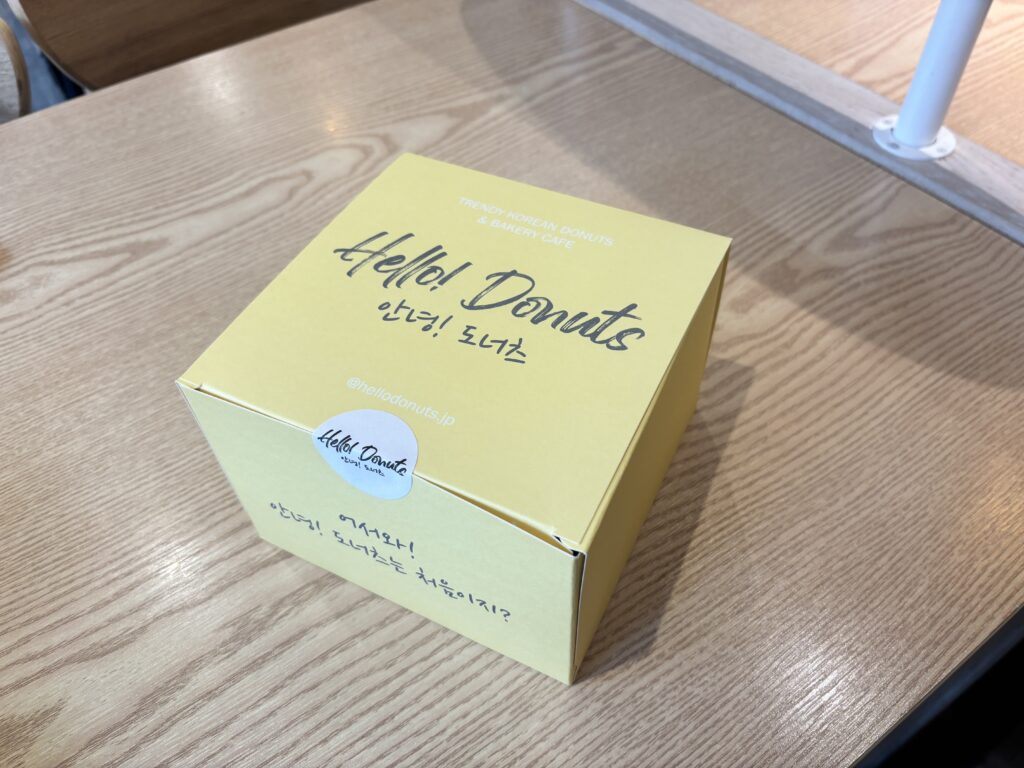 TRENDY KOREAN DONUTS
& BAKERY CAFE
Hello! Donuts
안녕! 도너츠
@hellodonuts.jp
Hello! Donuts
안녕! 도너츠
어서와!
안녕! 도너츠는 처음이지?